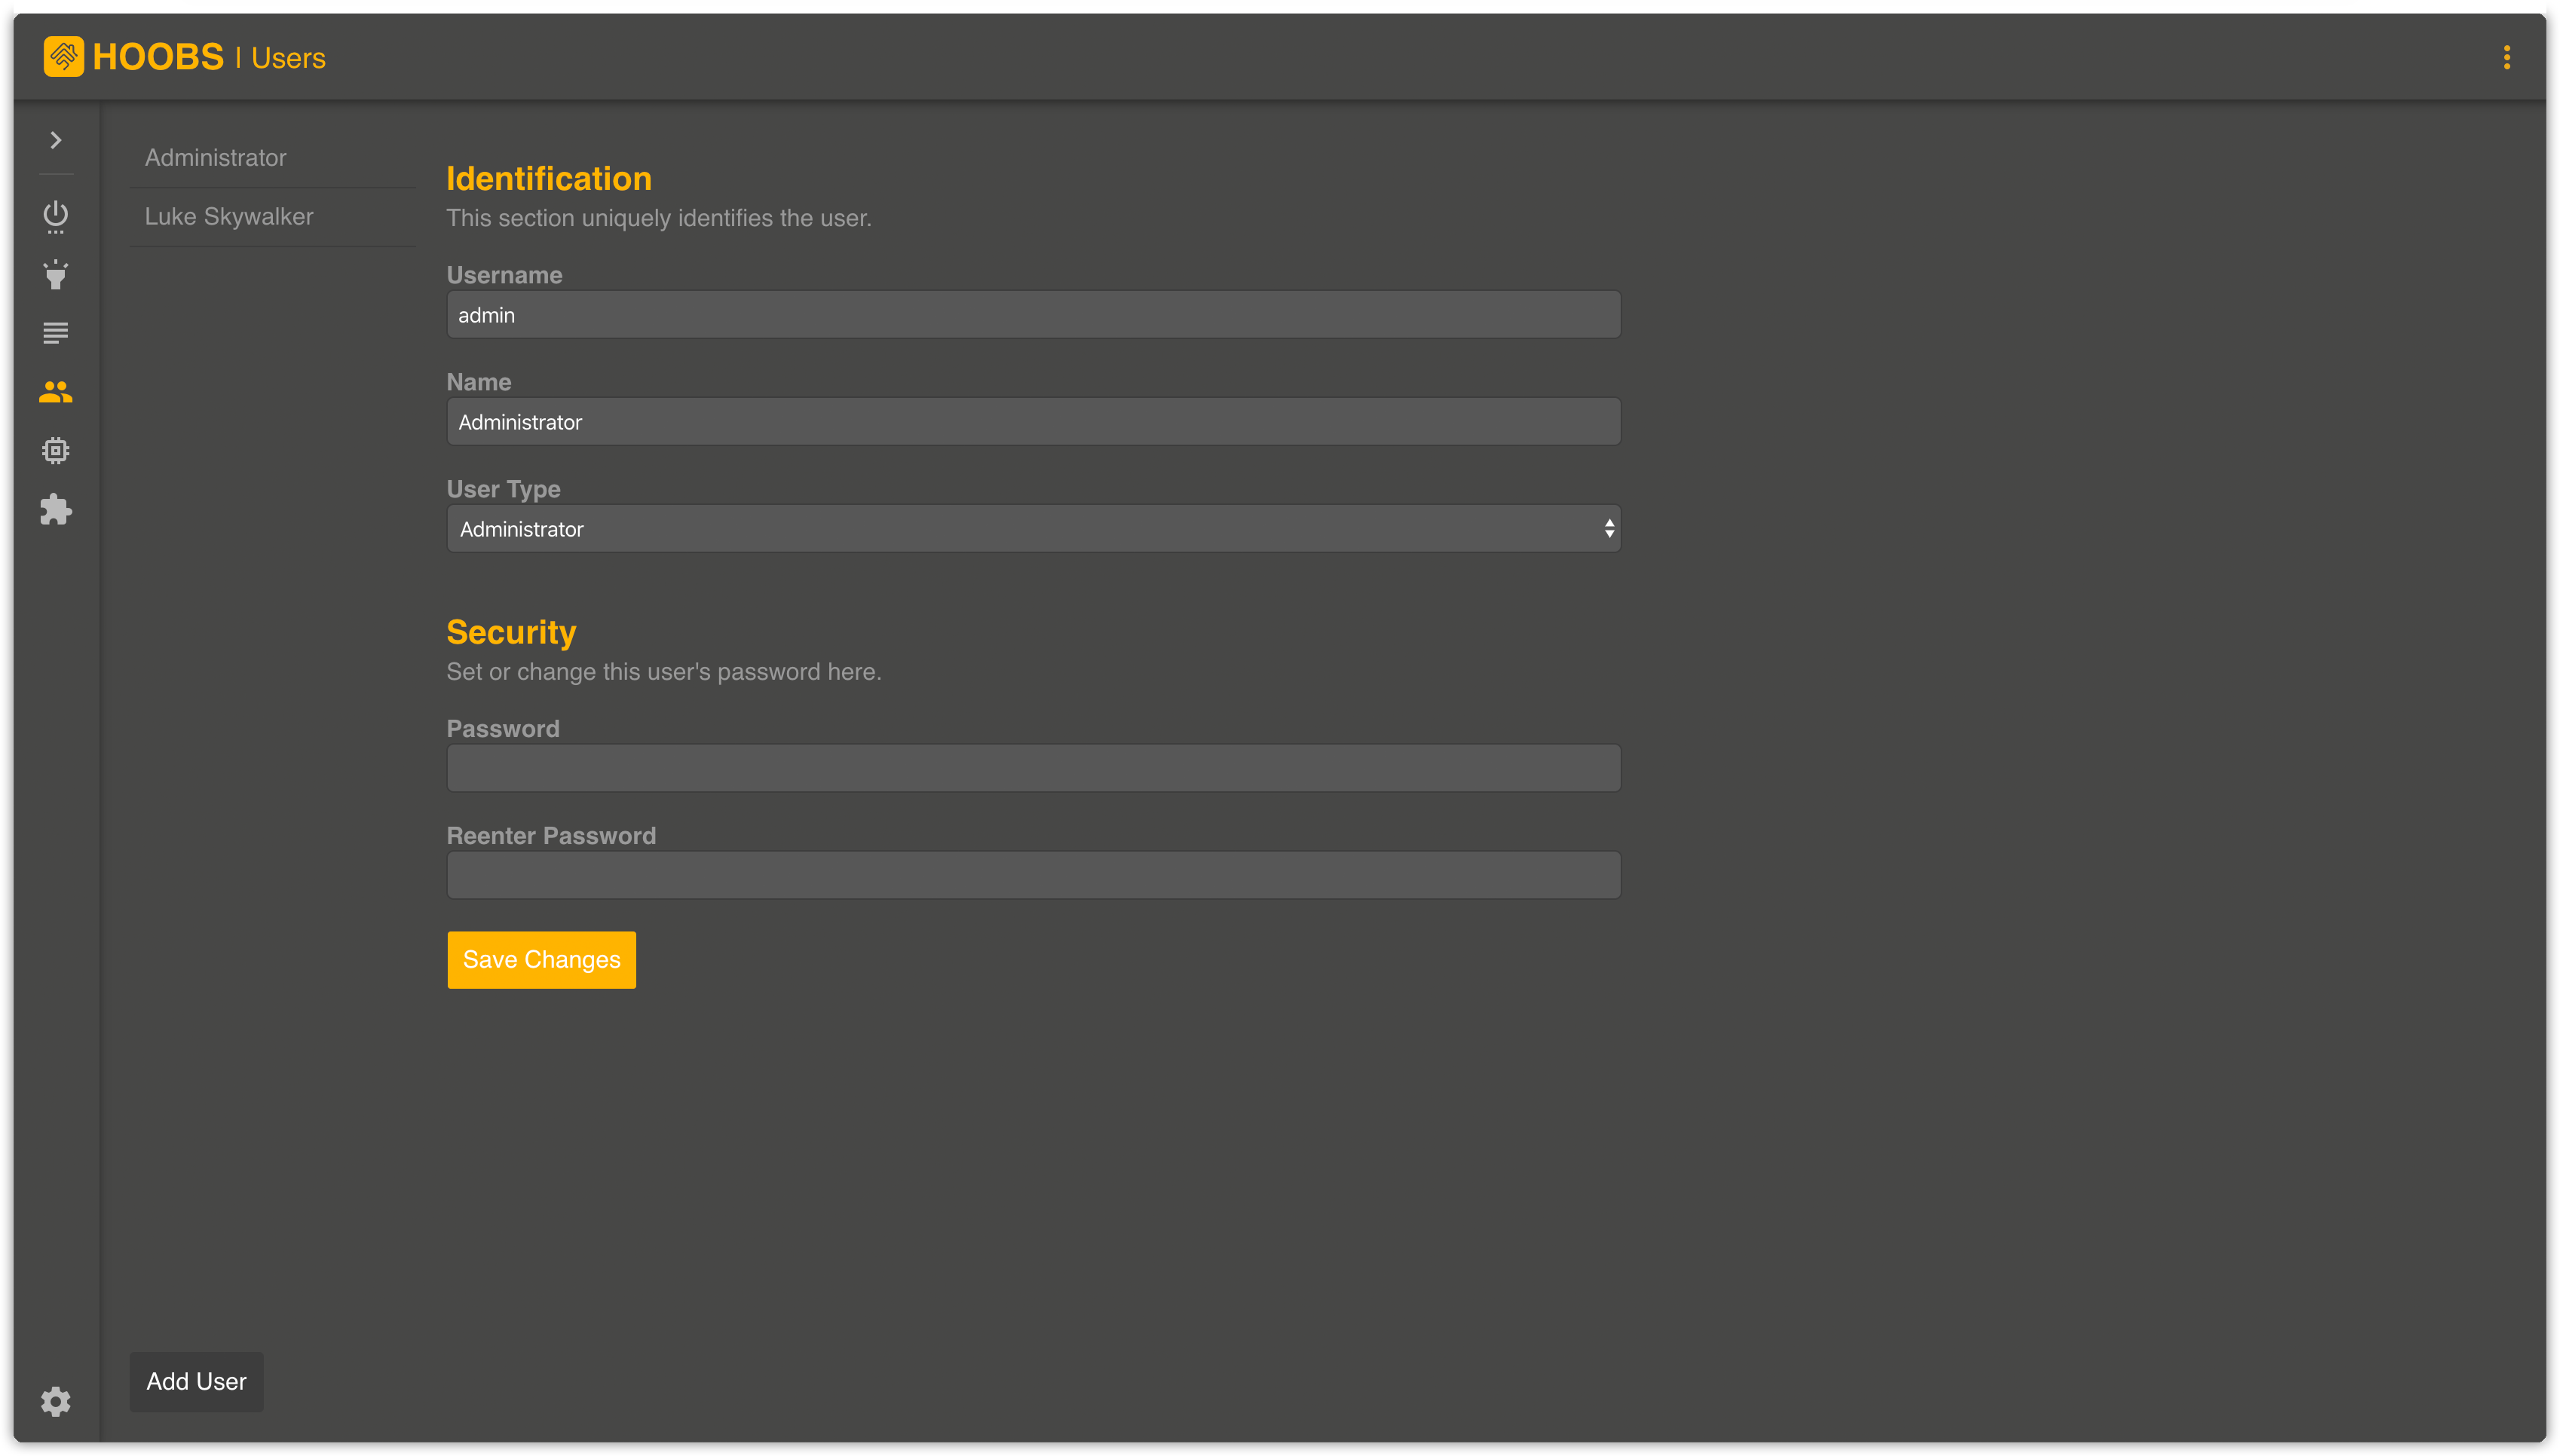 HOOBS | Users
Administrator
Luke Skywalker
Identification
This section uniquely identifies the user.
Username
admin
Name
Administrator
User Type
Administrator
Security
Set or change this user's password here.
Password
Reenter Password
Save Changes
Add User